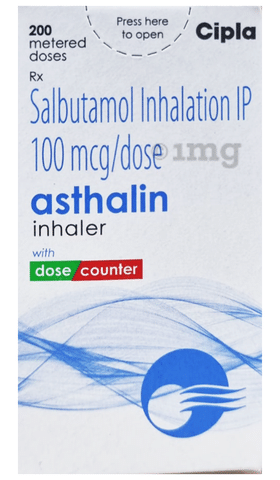 Press here
to open
200
metered
doses
Cipla
Rx
Salbutamol Inhalation IP
100 mcg/dose
1mg
asthalin
inhaler
with
dose counter